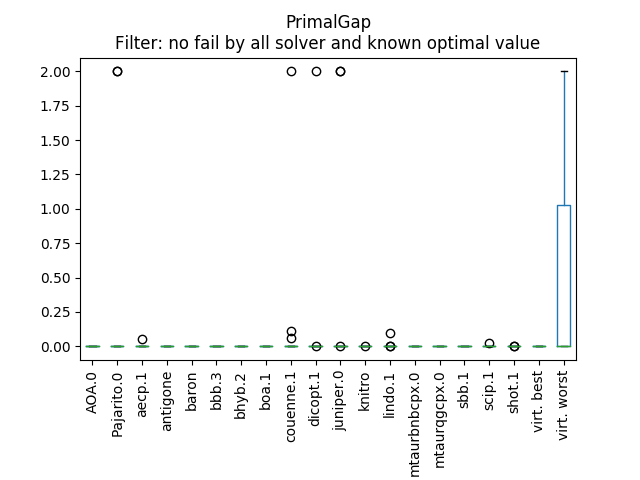 PrimalGap
Filter: no fail by all solver and known optimal value
2.00
1.75
1.50
1.25
1.00
0.75
0.50
0.25
0.00
AOA.0
Pajarito.0
aecp.1
antigone
baron
bbb.3
bhyb.2
boa.1
couenne.1
dicopt.1
juniper.0
knitro
lindo.1
mtaurbnbcpx.0
mtaurqgcpx.0
sbb.1
scip.1
shot.1
virt. best
virt. worst